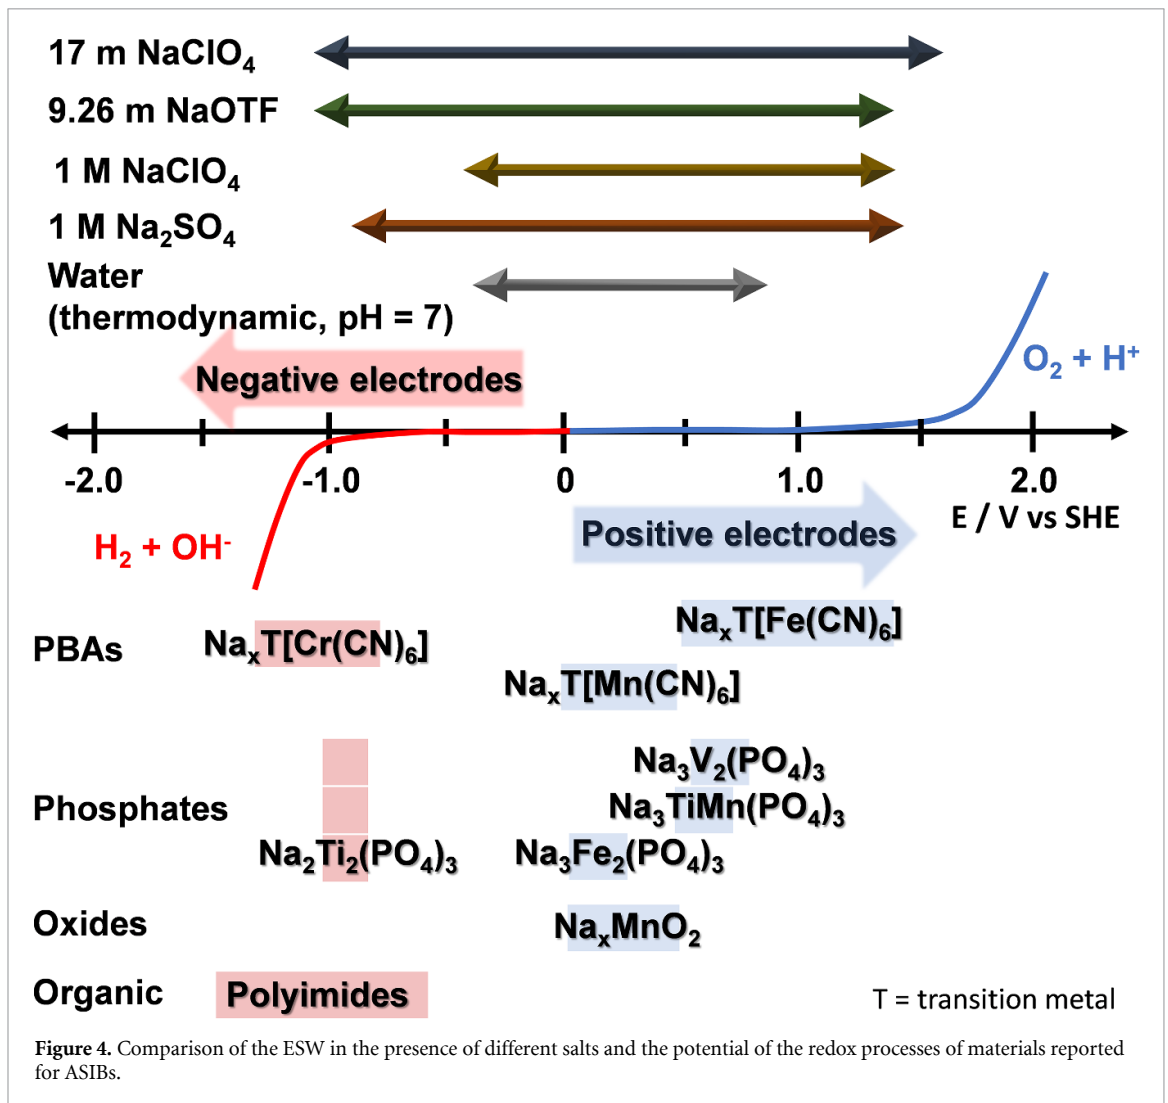 17 m NaClO₄
9.26 m NaOTF
1 M NaClO₄
1 M Na₂SO₄
Water
(thermodynamic, pH = 7)
O₂ + H⁺
Negative electrodes
-2.0 -1.0 0 1.0 2.0
E / V vs SHE
Positive electrodes
H₂ + OH⁻
PBAs
NaₓT[Cr(CN)₆]
NaₓT[Fe(CN)₆]
NaₓT[Mn(CN)₆]
Phosphates
Na₃V₂(PO₄)₃
Na₃TiMn(PO₄)₃
Na₂Ti₂(PO₄)₃
Na₃Fe₂(PO₄)₃
Oxides
NaₓMnO₂
Organic
Polyimides
T = transition metal
Figure 4. Comparison of the ESW in the presence of different salts and the potential of the redox processes of materials reported
for ASIBs.